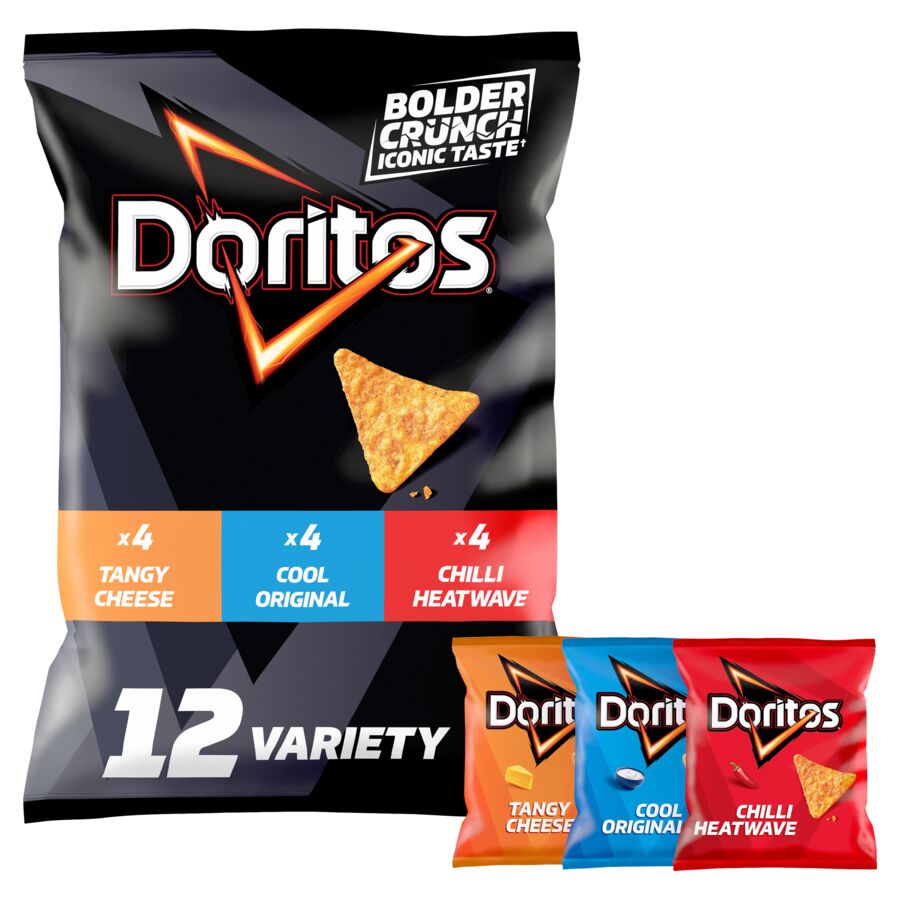 BOLDER
CRUNCH
ICONIC TASTE†
Doritos®
x4
TANGY
CHEESE
x4
COOL
ORIGINAL
x4
CHILLI
HEATWAVE
12 VARIETY
Dorit
TANGY
CHEESE
Dorit
COOL
ORIGINAL
Doritos
CHILLI
HEATWAVE